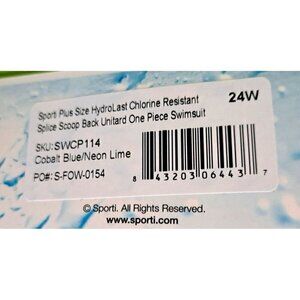 Sporti Plus Size HydroLast Chlorine Resistant 24W
Splice Scoop Back Unitard One Piece Swimsuit
SKU: SWCP114
Cobalt Blue/Neon Lime
PO#: S-FOW-0154
8 43203 06443 7
© Sporti. All Rights Reserved.
www.sporti.com